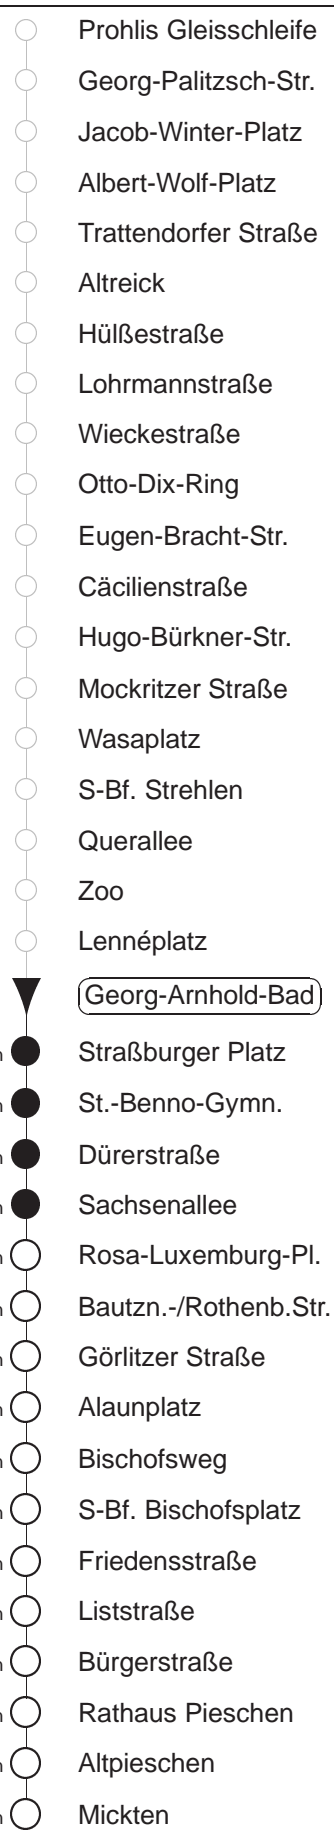 Prohlis Gleisschleife
Georg-Palitzsch-Str.
Jacob-Winter-Platz
Albert-Wolf-Platz
Trattendorfer Straße
Altreick
Hülßestraße
Lohrmannstraße
Wieckestraße
Otto-Dix-Ring
Eugen-Bracht-Str.
Cäcilienstraße
Hugo-Bürkner-Str.
Mockritzer Straße
Wasaplatz
S-Bf. Strehlen
Querallee
Zoo
Lennéplatz
Georg-Arnhold-Bad
Straßburger Platz
St.-Benno-Gymn.
Dürerstraße
Sachsenallee
Rosa-Luxemburg-Pl.
Bautzn.-/Rothenb.Str.
Görlitzer Straße
Alaunplatz
Bischofsweg
S-Bf. Bischofsplatz
Friedensstraße
Liststraße
Bürgerstraße
Rathaus Pieschen
Altpieschen
Mickten